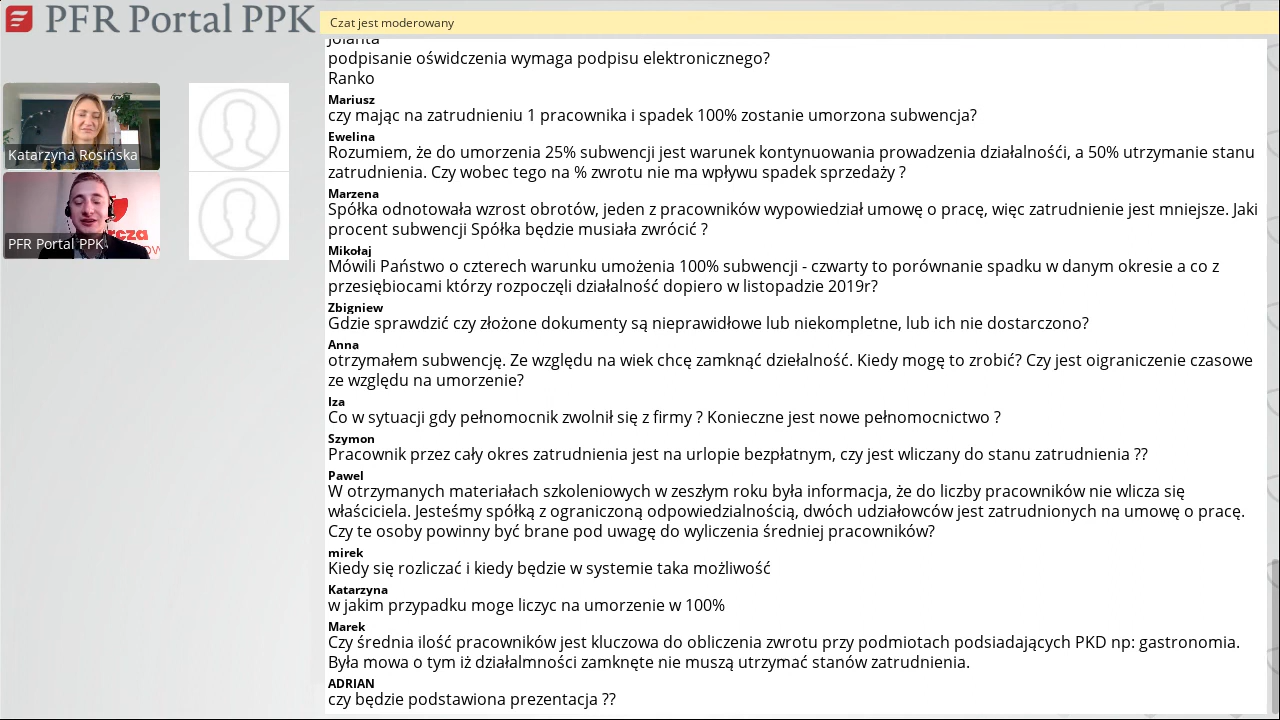 PFR Portal PPK
Czat jest moderowany
Jolanta
podpisanie oświdczenia wymaga podpisu elektronicznego?
Ranko
Mariusz
czy mając na zatrudnieniu 1 pracownika i spadek 100% zostanie umorzona subwencja?
Ewelina
Rozumiem, że do umorzenia 25% subwencji jest warunek kontynuowania prowadzenia działalnośći, a 50% utrzymanie stanu
zatrudnienia. Czy wobec tego na % zwrotu nie ma wpływu spadek sprzedaży ?
Marzena
Spółka odnotowała wzrost obrotów, jeden z pracowników wypowiedział umowę o pracę, więc zatrudnienie jest mniejsze. Jaki
procent subwencji Spółka będzie musiała zwrócić ?
Mikołaj
Mówili Państwo o czterech warunku umożenia 100% subwencji - czwarty to porównanie spadku w danym okresie a co z
przesiębiocami którzy rozpoczęli działalność dopiero w listopadzie 2019r?
Zbigniew
Gdzie sprawdzić czy złożone dokumenty są nieprawidłowe lub niekompletne, lub ich nie dostarczono?
Anna
otrzymałem subwencję. Ze względu na wiek chcę zamknąć dziełalność. Kiedy mogę to zrobić? Czy jest oigraniczenie czasowe
ze względu na umorzenie?
Iza
Co w sytuacji gdy pełnomocnik zwolnił się z firmy ? Konieczne jest nowe pełnomocnictwo ?
Szymon
Pracownik przez cały okres zatrudnienia jest na urlopie bezpłatnym, czy jest wliczany do stanu zatrudnienia ??
Pawel
W otrzymanych materiałach szkoleniowych w zeszłym roku była informacja, że do liczby pracowników nie wlicza się
właściciela. Jesteśmy spółką z ograniczoną odpowiedzialnością, dwóch udziałowców jest zatrudnionych na umowę o pracę.
Czy te osoby powinny być brane pod uwagę do wyliczenia średniej pracowników?
mirek
Kiedy się rozliczać i kiedy będzie w systemie taka możliwość
Katarzyna
w jakim przypadku moge liczyc na umorzenie w 100%
Marek
Czy średnia ilość pracowników jest kluczowa do obliczenia zwrotu przy podmiotach podsiadających PKD np: gastronomia.
Była mowa o tym iż działalmności zamknęte nie muszą utrzymać stanów zatrudnienia.
ADRIAN
czy będzie podstawiona prezentacja ??
Katarzyna Rosińska
PFR Portal PPK